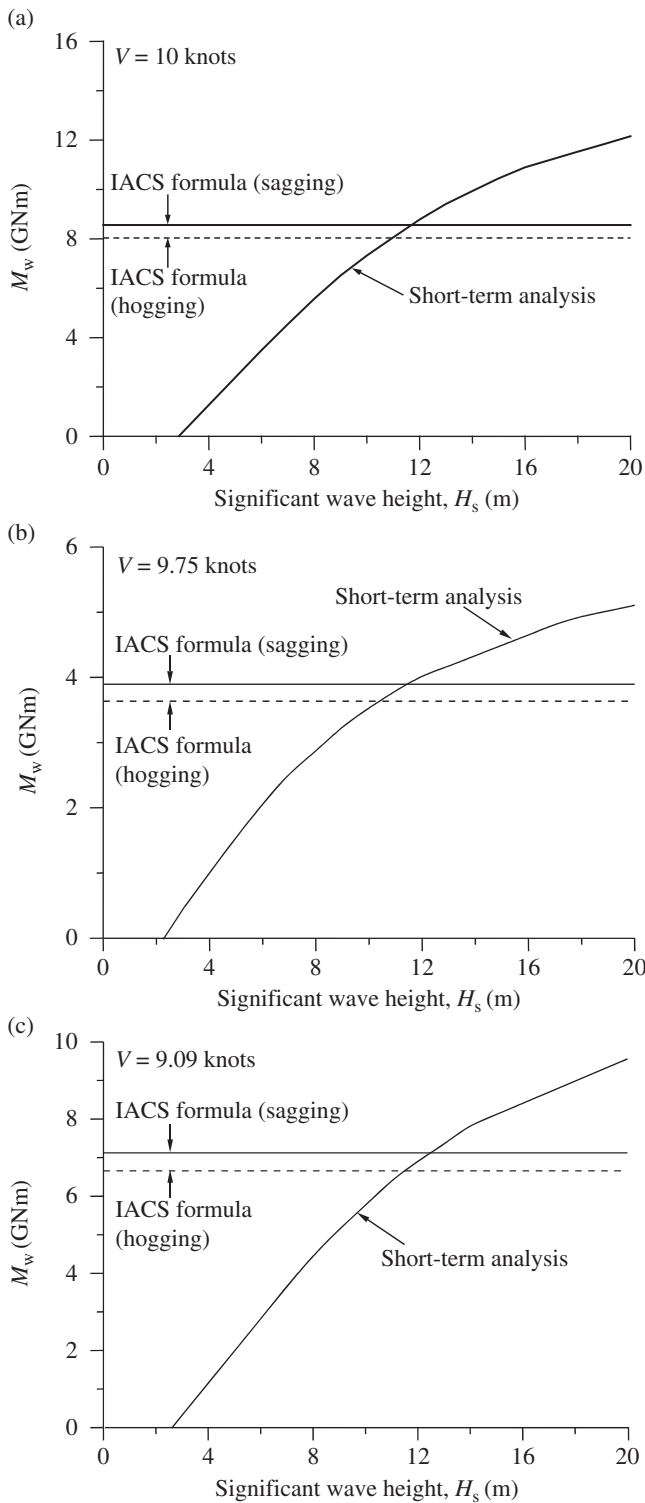 (a)
16
V = 10 knots
12
IACS formula (sagging)
8
IACS formula
(hogging)
Short-term analysis
4
0
M_w (GNm)
0 4 8 12 16 20
Significant wave height, H_s (m)
(b)
6
V = 9.75 knots
Short-term analysis
IACS formula (sagging)
4
IACS formula
(hogging)
2
0
M_w (GNm)
0 4 8 12 16 20
Significant wave height, H_s (m)
(c)
10
V = 9.09 knots
IACS formula (sagging)
8
6
IACS formula
(hogging)
Short-term analysis
4
2
0
M_w (GNm)
0 4 8 12 16 20
Significant wave height, H_s (m)